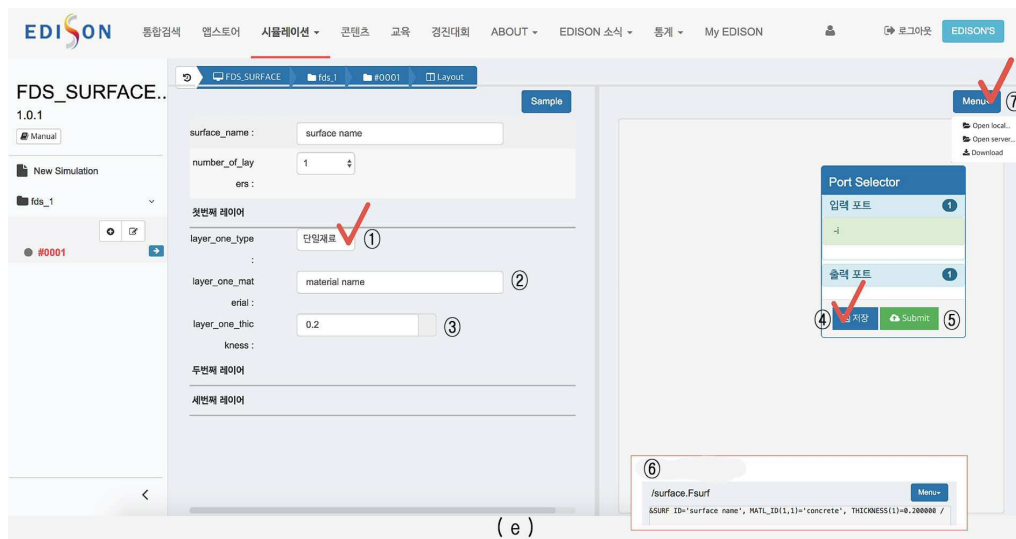 EDISON 통합검색 앱스토어 시뮬레이션 콘텐츠 교육 경진대회 ABOUT EDISON 소식 통계 My EDISON 로그아웃 EDISON'S
FDS_SURFACE..
1.0.1
Manual
New Simulation
fds_1
#0001
FDS_SURFACE fds_1 #0001 Layout
Sample
surface_name : surface name
number_of_lay
ers :
1
첫번째 레이어
layer_one_type
:
단일재료 ①
layer_one_mat
erial :
material name ②
layer_one_thic
kness :
0.2 ③
두번째 레이어
세번째 레이어
Menu ⑦
Open local...
Open server...
Download
Port Selector
입력 포트 1
-i
출력 포트 1
④ 저장 Submit ⑤
⑥
/surface.Fsurf Menu
&SURF ID='surface name', MATL_ID(1,1)='concrete', THICKNESS(1)=0.200000 /
(e)